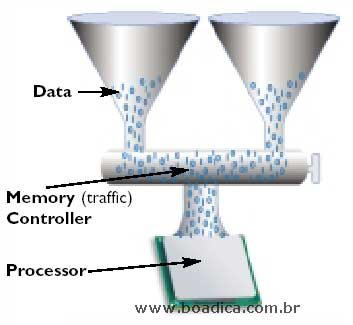 Data
Memory (traffic)
Controller
Processor
www.boadica.com.br